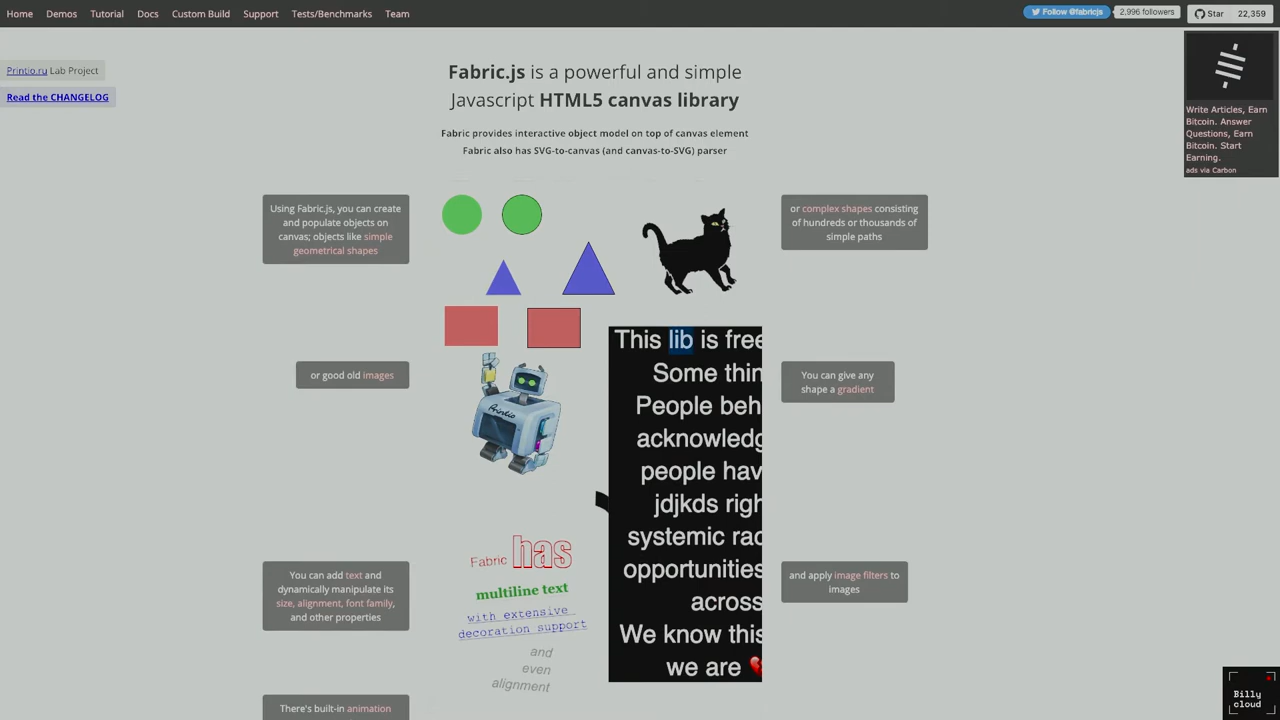 Home Demos Tutorial Docs Custom Build Support Tests/Benchmarks Team
Follow @fabricjs 2,996 followers Star 22,359
Printio.ru Lab Project
Read the CHANGELOG
Fabric.js is a powerful and simple
Javascript HTML5 canvas library
Fabric provides interactive object model on top of canvas element
Fabric also has SVG-to-canvas (and canvas-to-SVG) parser
Write Articles, Earn
Bitcoin. Answer
Questions, Earn
Bitcoin. Start
Earning.
ads via Carbon
Using Fabric.js, you can create
and populate objects on
canvas; objects like simple
geometrical shapes
or complex shapes consisting
of hundreds or thousands of
simple paths
or good old images
You can give any
shape a gradient
Printio
This lib is free
Some thin
People beh
acknowledg
people hav
jdjkds righ
systemic rac
opportunities
across
We know this
we are
Fabric has
multiline text
with extensive
decoration support
and
even
alignment
You can add text and
dynamically manipulate its
size, alignment, font family,
and other properties
and apply image filters to
images
There's built-in animation
Billy
cloud